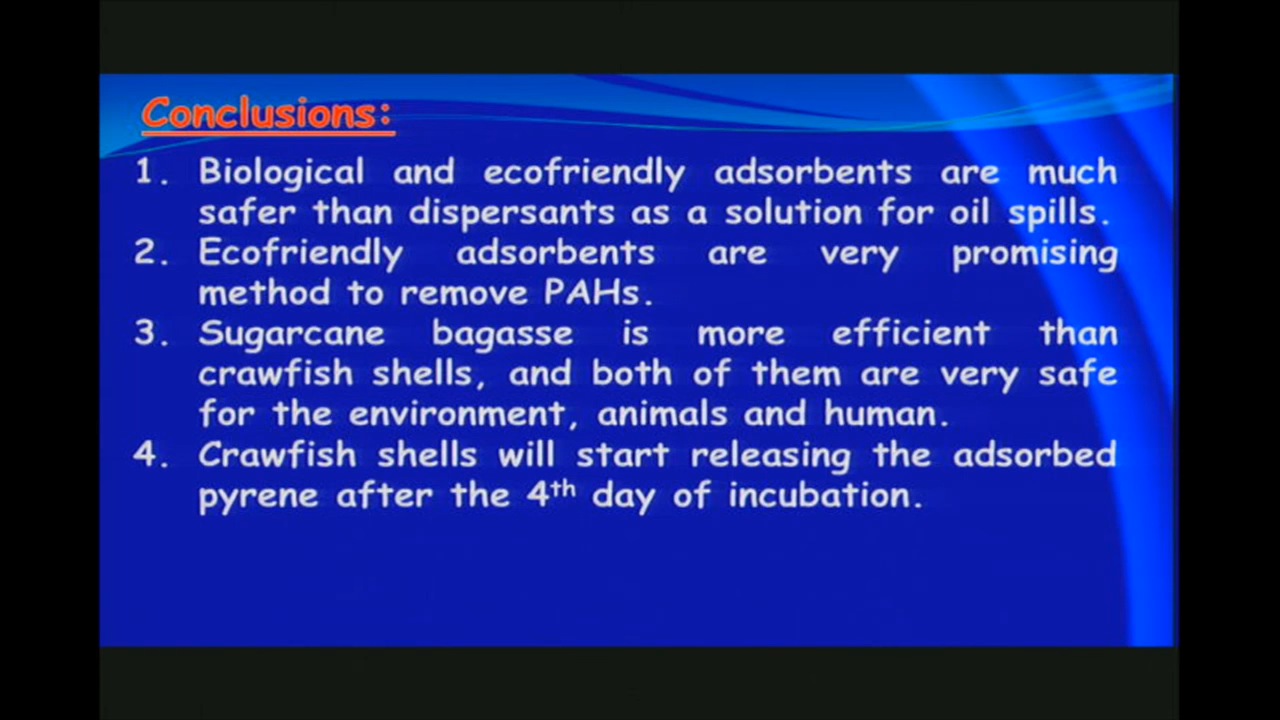 Conclusions:
1. Biological and ecofriendly adsorbents are much
safer than dispersants as a solution for oil spills.
2. Ecofriendly adsorbents are very promising
method to remove PAHs.
3. Sugarcane bagasse is more efficient than
crawfish shells, and both of them are very safe
for the environment, animals and human.
4. Crawfish shells will start releasing the adsorbed
pyrene after the 4th day of incubation.